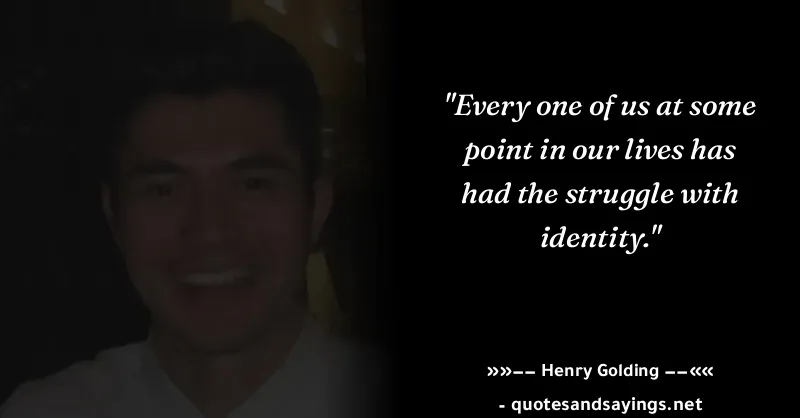 "Every one of us at some
point in our lives has
had the struggle with
identity."
»»−− Henry Golding −−««
- quotesandsayings.net